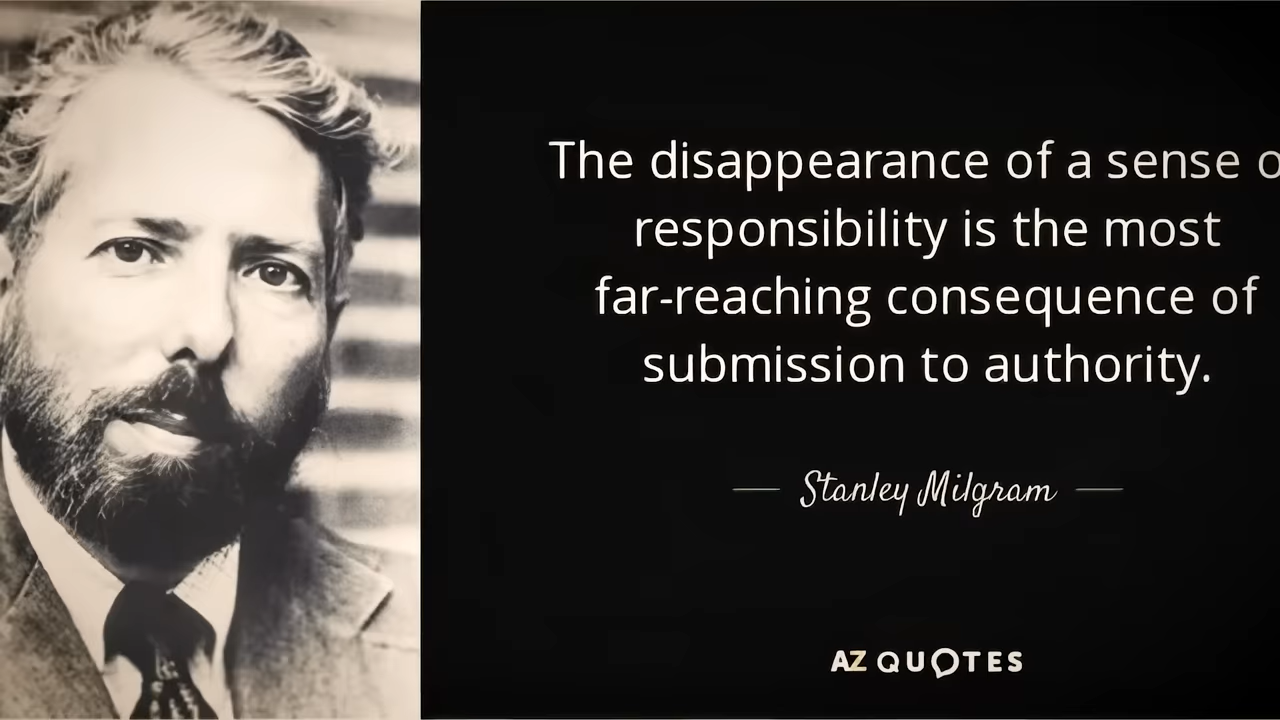 The disappearance of a sense o
responsibility is the most
far-reaching consequence of
submission to authority.
Stanley Milgram
AZ QUOTES